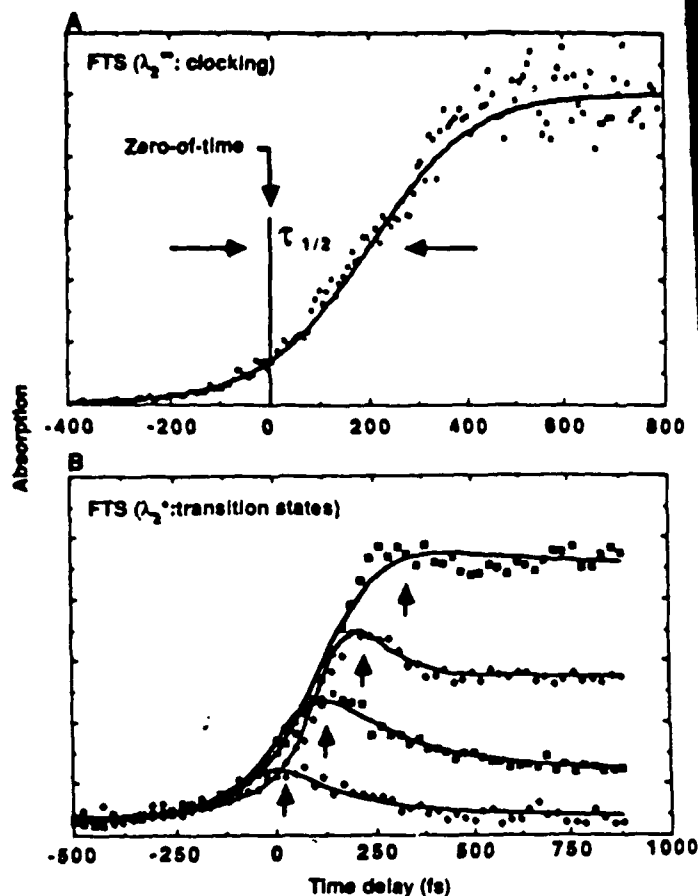 A
FTS (λ₂∞: clocking)
Zero-of-time
τ 1/2
-400 -200 0 200 400 600 800
Absorption
B
FTS (λ₂*:transition states)
-500 -250 0 250 500 750 1000
Time delay (fs)